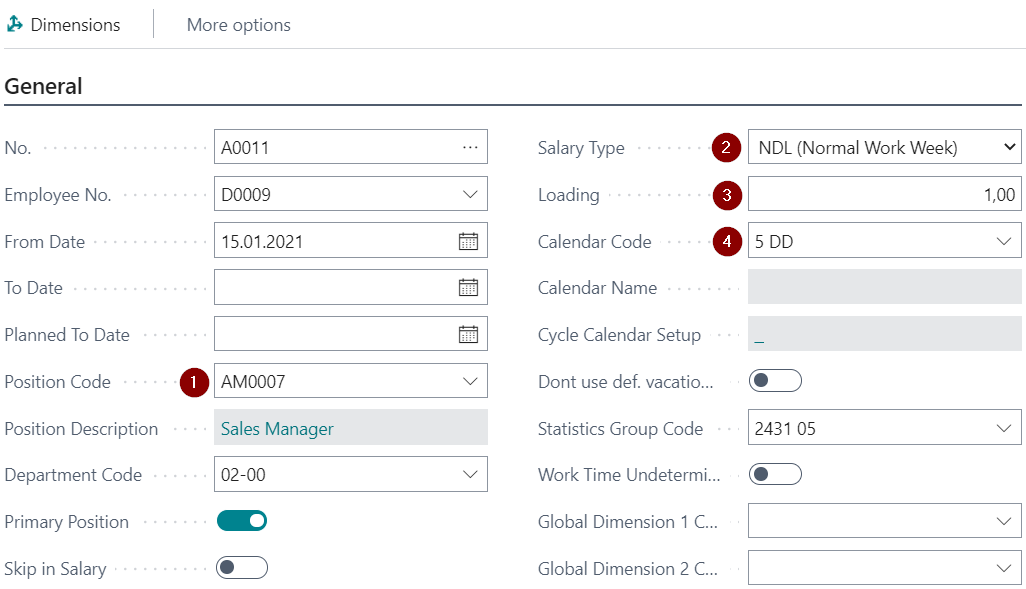 Dimensions More options
General
No. A0011 ...
Employee No. D0009
From Date 15.01.2021
To Date
Planned To Date
Position Code 1 AM0007
Position Description Sales Manager
Department Code 02-00
Primary Position
Skip in Salary
Salary Type 2 NDL (Normal Work Week)
Loading 3 1,00
Calendar Code 4 5 DD
Calendar Name
Cycle Calendar Setup _
Dont use def. vacatio...
Statistics Group Code 2431 05
Work Time Undetermi...
Global Dimension 1 C...
Global Dimension 2 C...